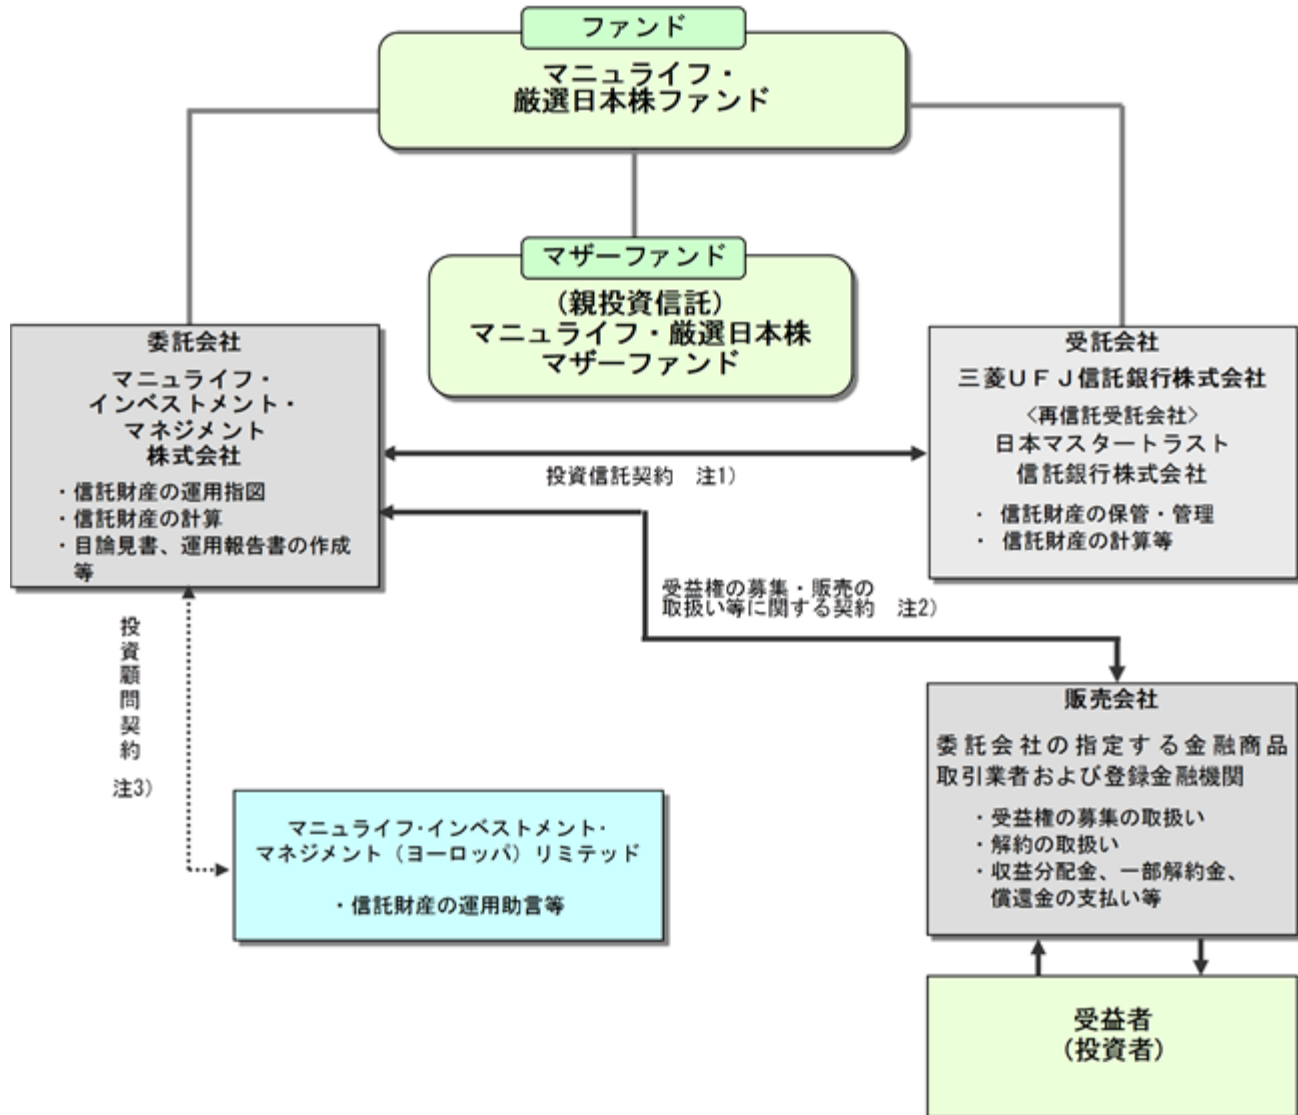 ファンド
マニュライフ・
厳選日本株ファンド
マザーファンド
（親投資信託）
マニュライフ・厳選日本株
マザーファンド
委託会社
マニュライフ・
インベストメント・
マネジメント
株式会社
・信託財産の運用指図
・信託財産の計算
・目論見書、運用報告書の作成
等
受託会社
三菱ＵＦＪ信託銀行株式会社
〈再信託受託会社〉
日本マスタートラスト
信託銀行株式会社
・ 信託財産の保管・管理
・ 信託財産の計算等
投資信託契約　注1）
受益権の募集・販売の
取扱い等に関する契約　注2）
投
資
顧
問
契
約
注3）
マニュライフ･インベストメント･
マネジメント（ヨーロッパ）リミテッド
・信託財産の運用助言等
販売会社
委託会社の指定する金融商品
取引業者および登録金融機関
・受益権の募集の取扱い
・解約の取扱い
・収益分配金、一部解約金、
償還金の支払い等
受益者
（投資者）